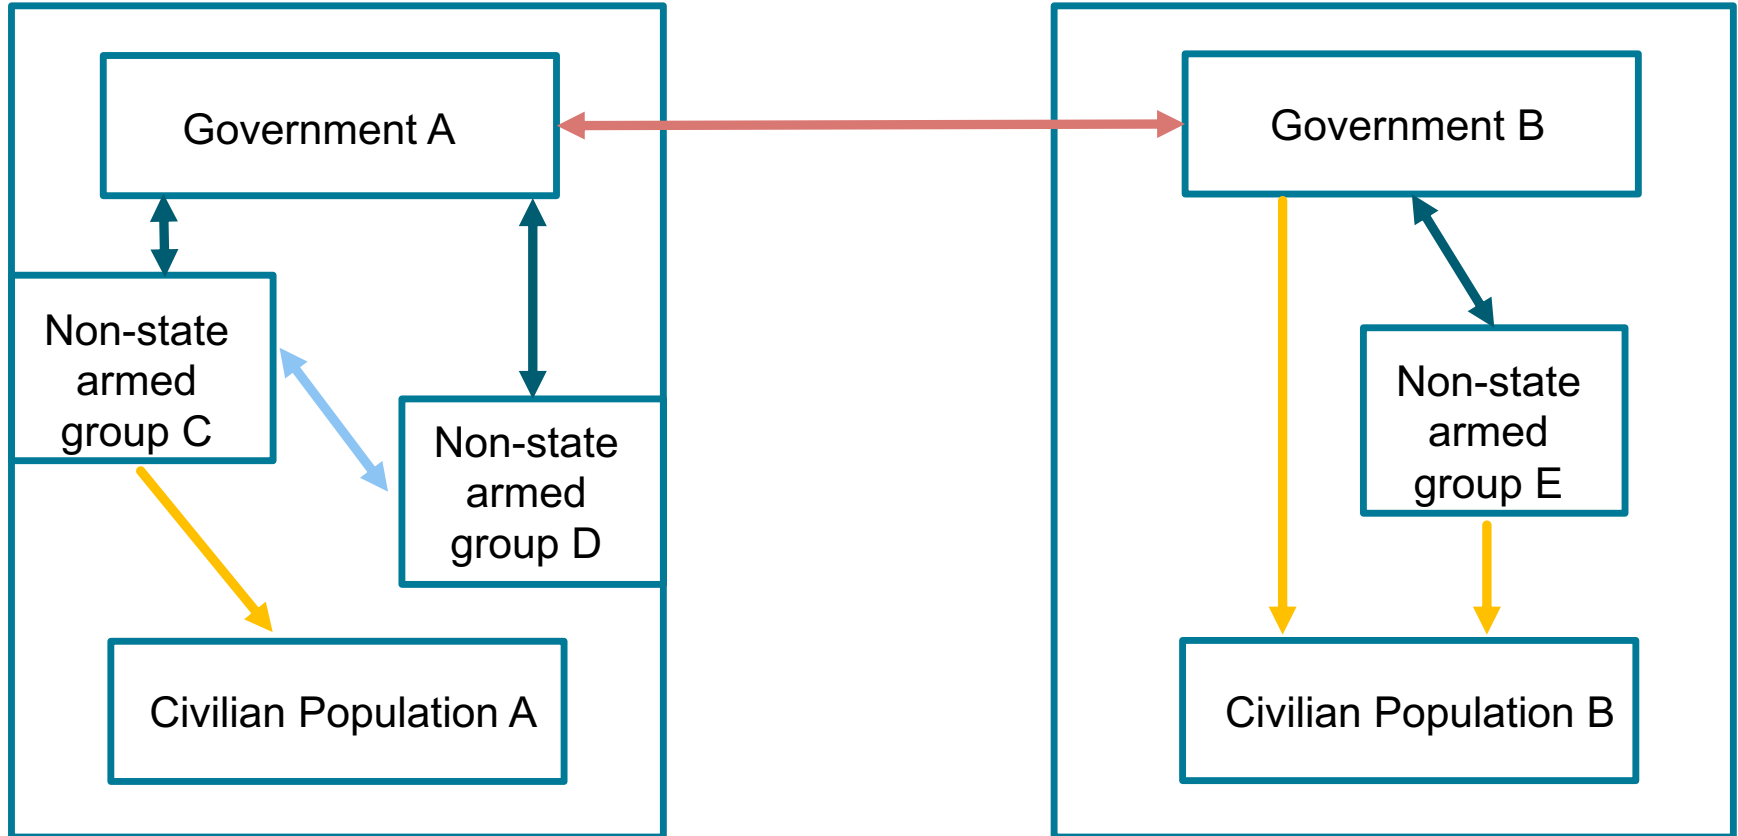 Government A
Government B
Non-state
armed
group C
Non-state
armed
group D
Non-state
armed
group E
Civilian Population A
Civilian Population B